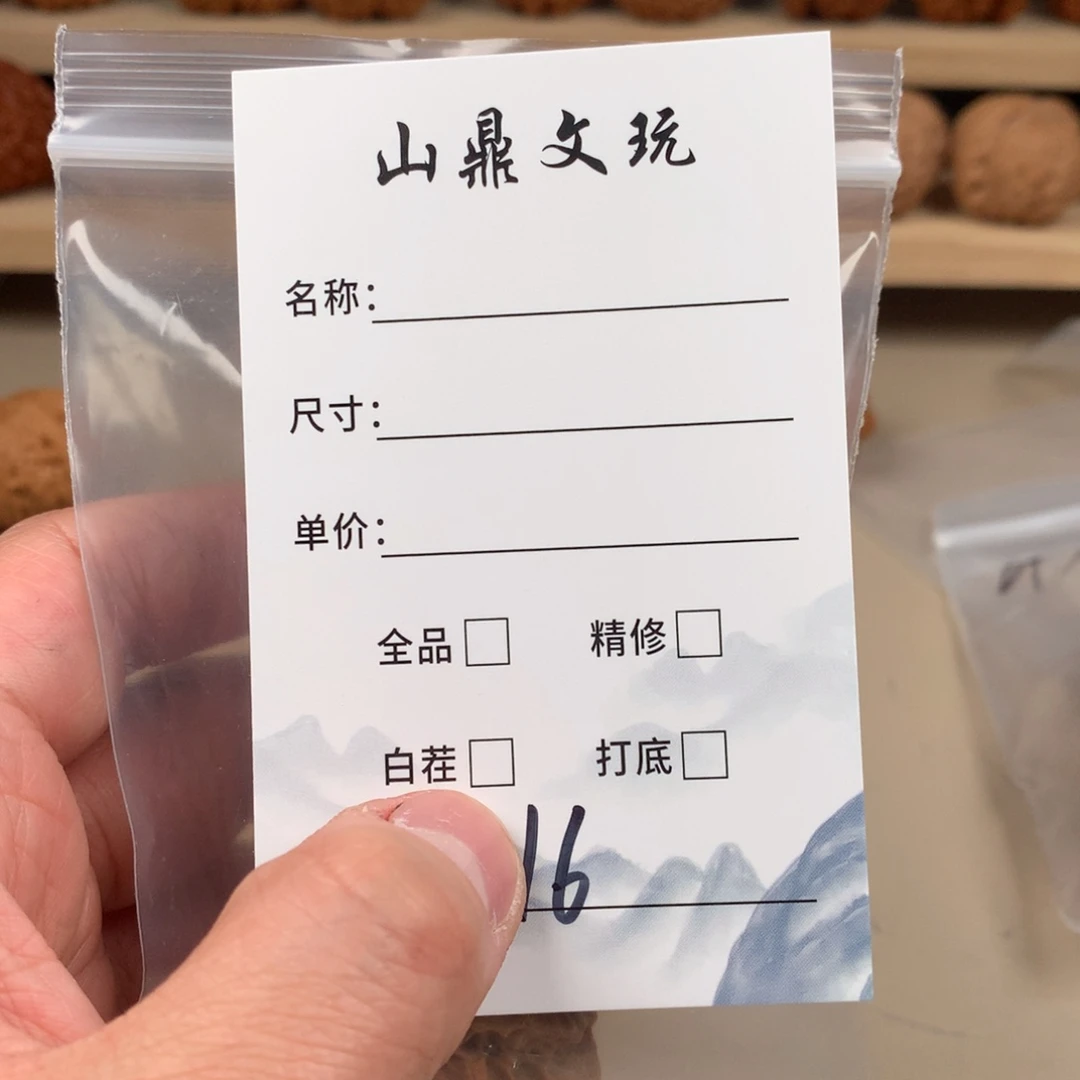 山鼎文玩
名称：
尺寸：
单价：
全品□ 精修□
白茬□ 打底□
16